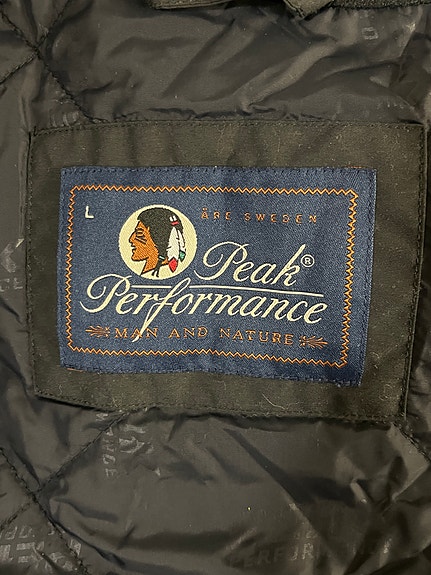 L
ÅRE SWEDEN
Peak®
Performance
MAN AND NATURE